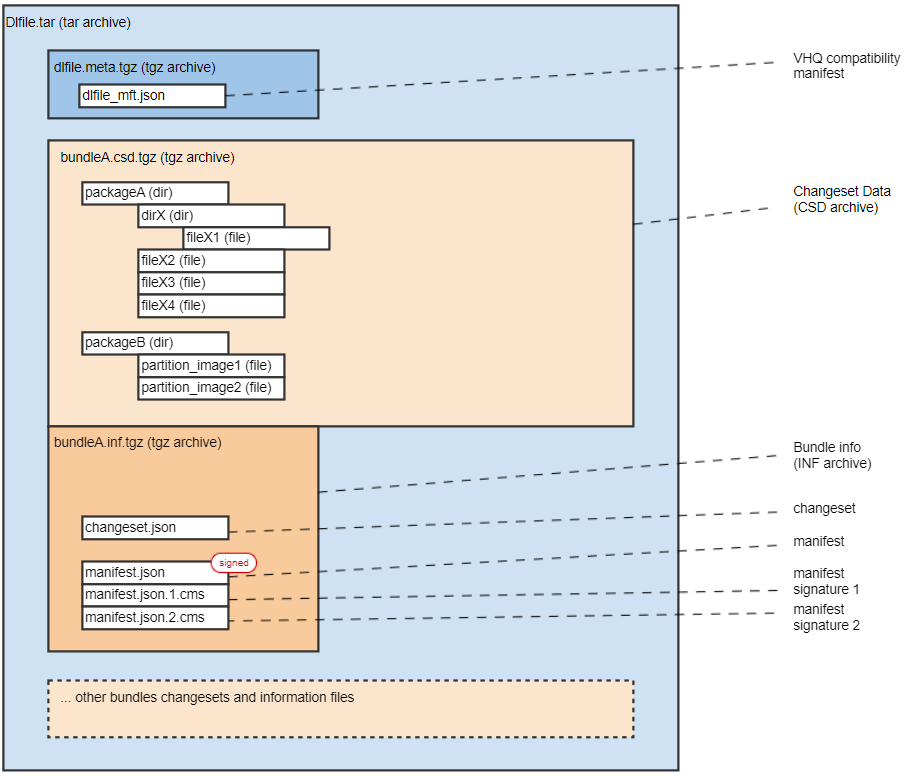 Dlfile.tar (tar archive)
dlfile.meta.tgz (tgz archive)
dlfile_mft.json
VHQ compatibility
manifest
bundleA.csd.tgz (tgz archive)
packageA (dir)
dirX (dir)
fileX1 (file)
fileX2 (file)
fileX3 (file)
fileX4 (file)
Changeset Data
(CSD archive)
packageB (dir)
partition_image1 (file)
partition_image2 (file)
bundleA.inf.tgz (tgz archive)
Bundle info
(INF archive)
changeset.json
changeset
signed
manifest.json
manifest
manifest.json.1.cms
manifest
signature 1
manifest.json.2.cms
manifest
signature 2
... other bundles changesets and information files